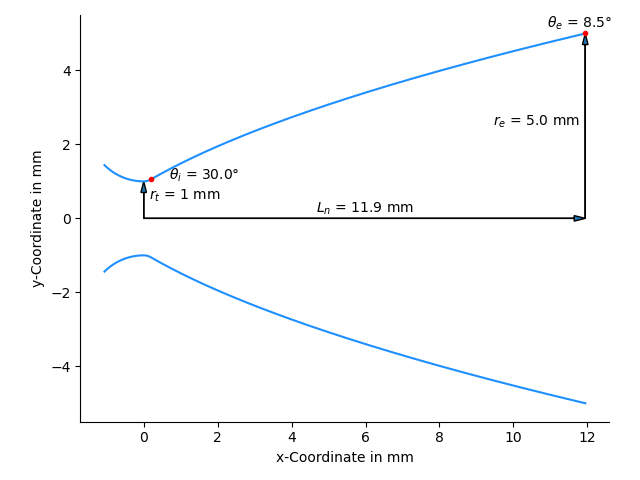 θₑ = 8.5°
4
rₑ = 5.0 mm
2
θᵢ = 30.0°
rₜ = 1 mm
Lₙ = 11.9 mm
0
y-Coordinate in mm
−2
−4
0 2 4 6 8 10 12
x-Coordinate in mm